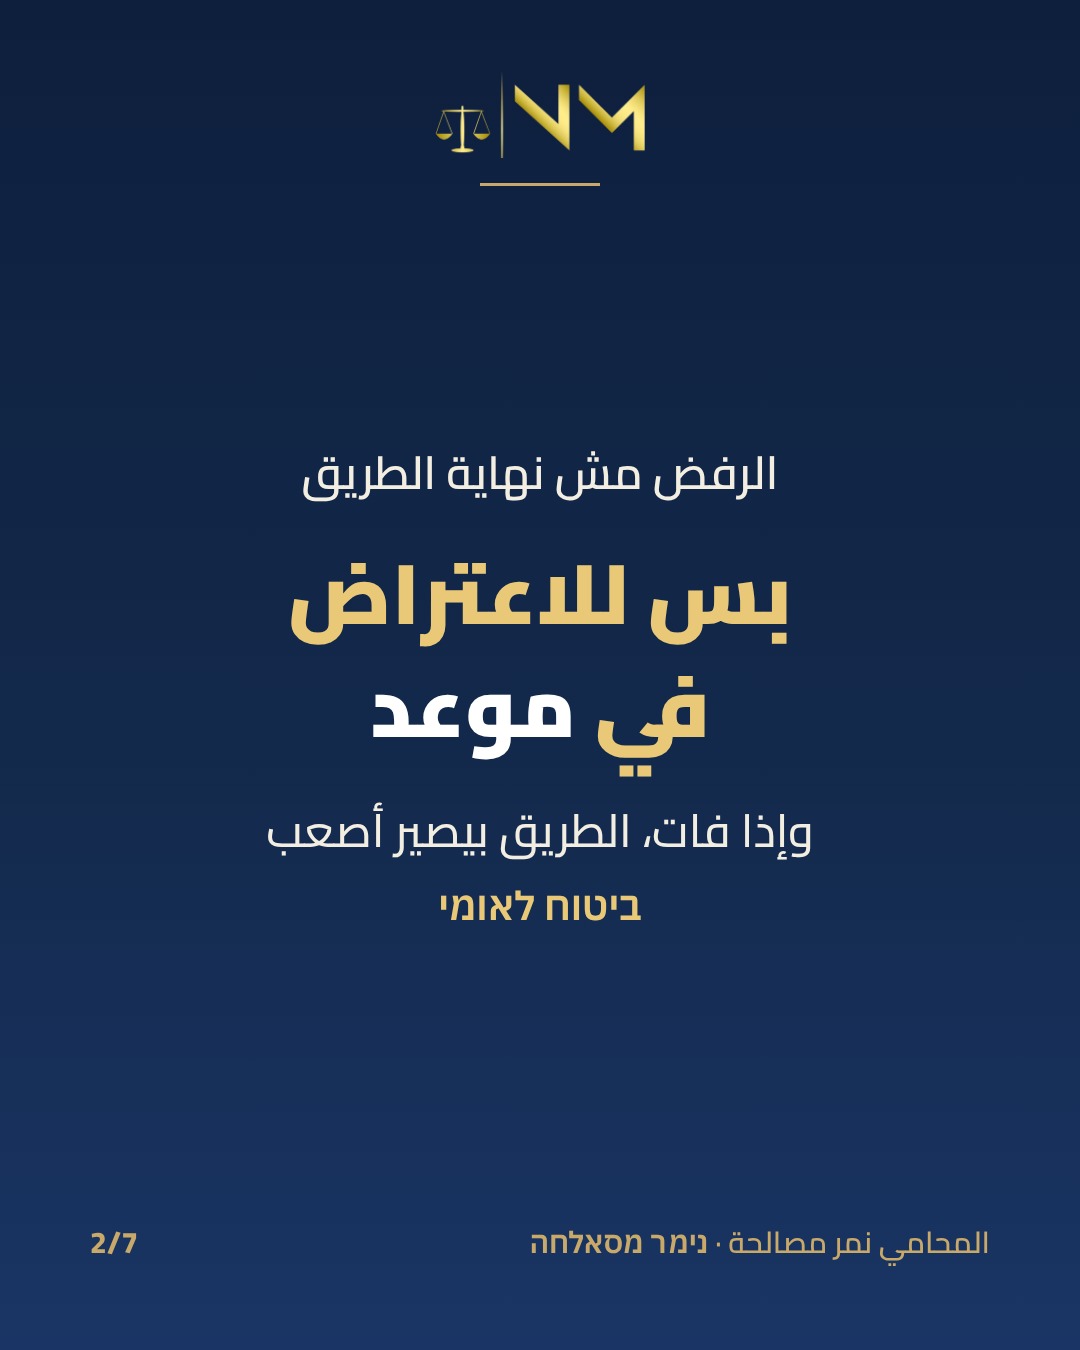 NM
الرفض مش نهاية الطريق
بس للاعتراض
في موعد
وإذا فات، الطريق بيصير أصعب
ביטוח לאומי
المحامي نمر مصالحة · נימר מסאלחה
2/7